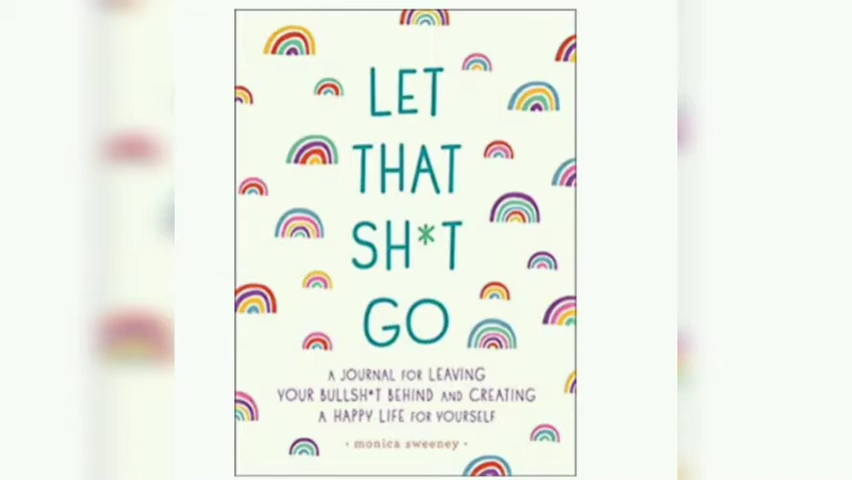 LET
THAT
SH*T
GO
A JOURNAL FOR LEAVING
YOUR BULLSH*T BEHIND AND CREATING
A HAPPY LIFE FOR YOURSELF
• monica sweeney •